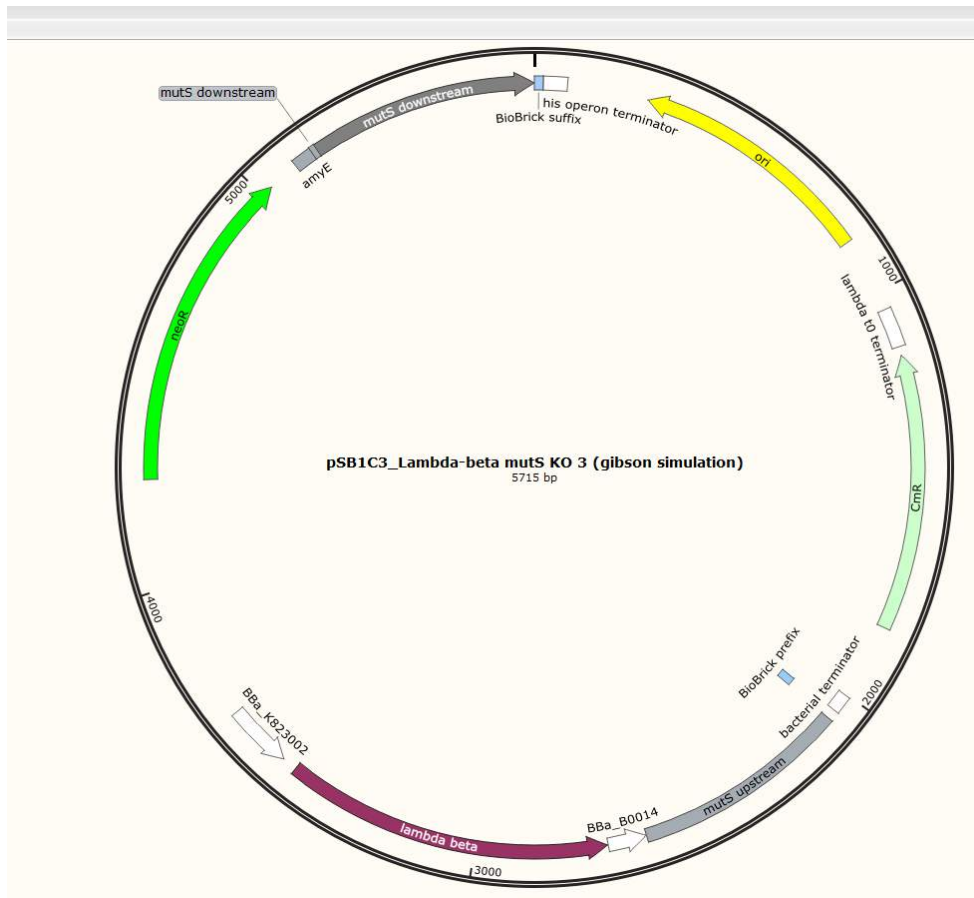 mutS downstream
mutS downstream
his operon terminator
BioBrick suffix
amyE
ori
5000
1000
lambda t0 terminator
neoR
CmR
pSB1C3_Lambda-beta mutS KO 3 (gibson simulation)
5715 bp
4000
BioBrick prefix
bacterial terminator
2000
BBa_K823002
mutS upstream
BBa_B0014
lambda beta
3000